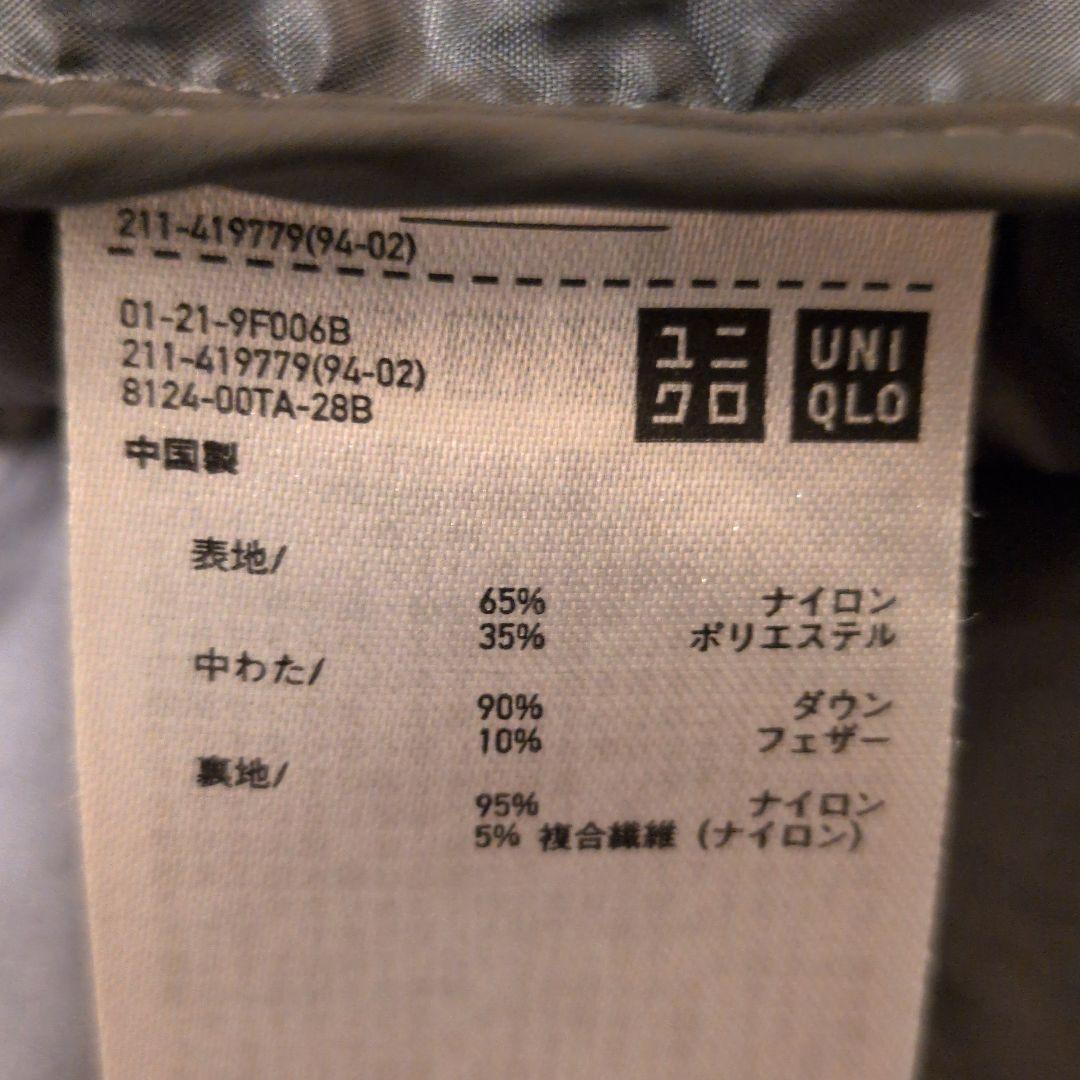 211-419779(94-02)
01-21-9F006B
211-419779(94-02)
8124-00TA-28B
中国製
ユニ
クロ
UNI
QLO
表地/
65% ナイロン
35% ポリエステル
中わた/
90% ダウン
10% フェザー
裏地/
95% ナイロン
5% 複合繊維 (ナイロン)